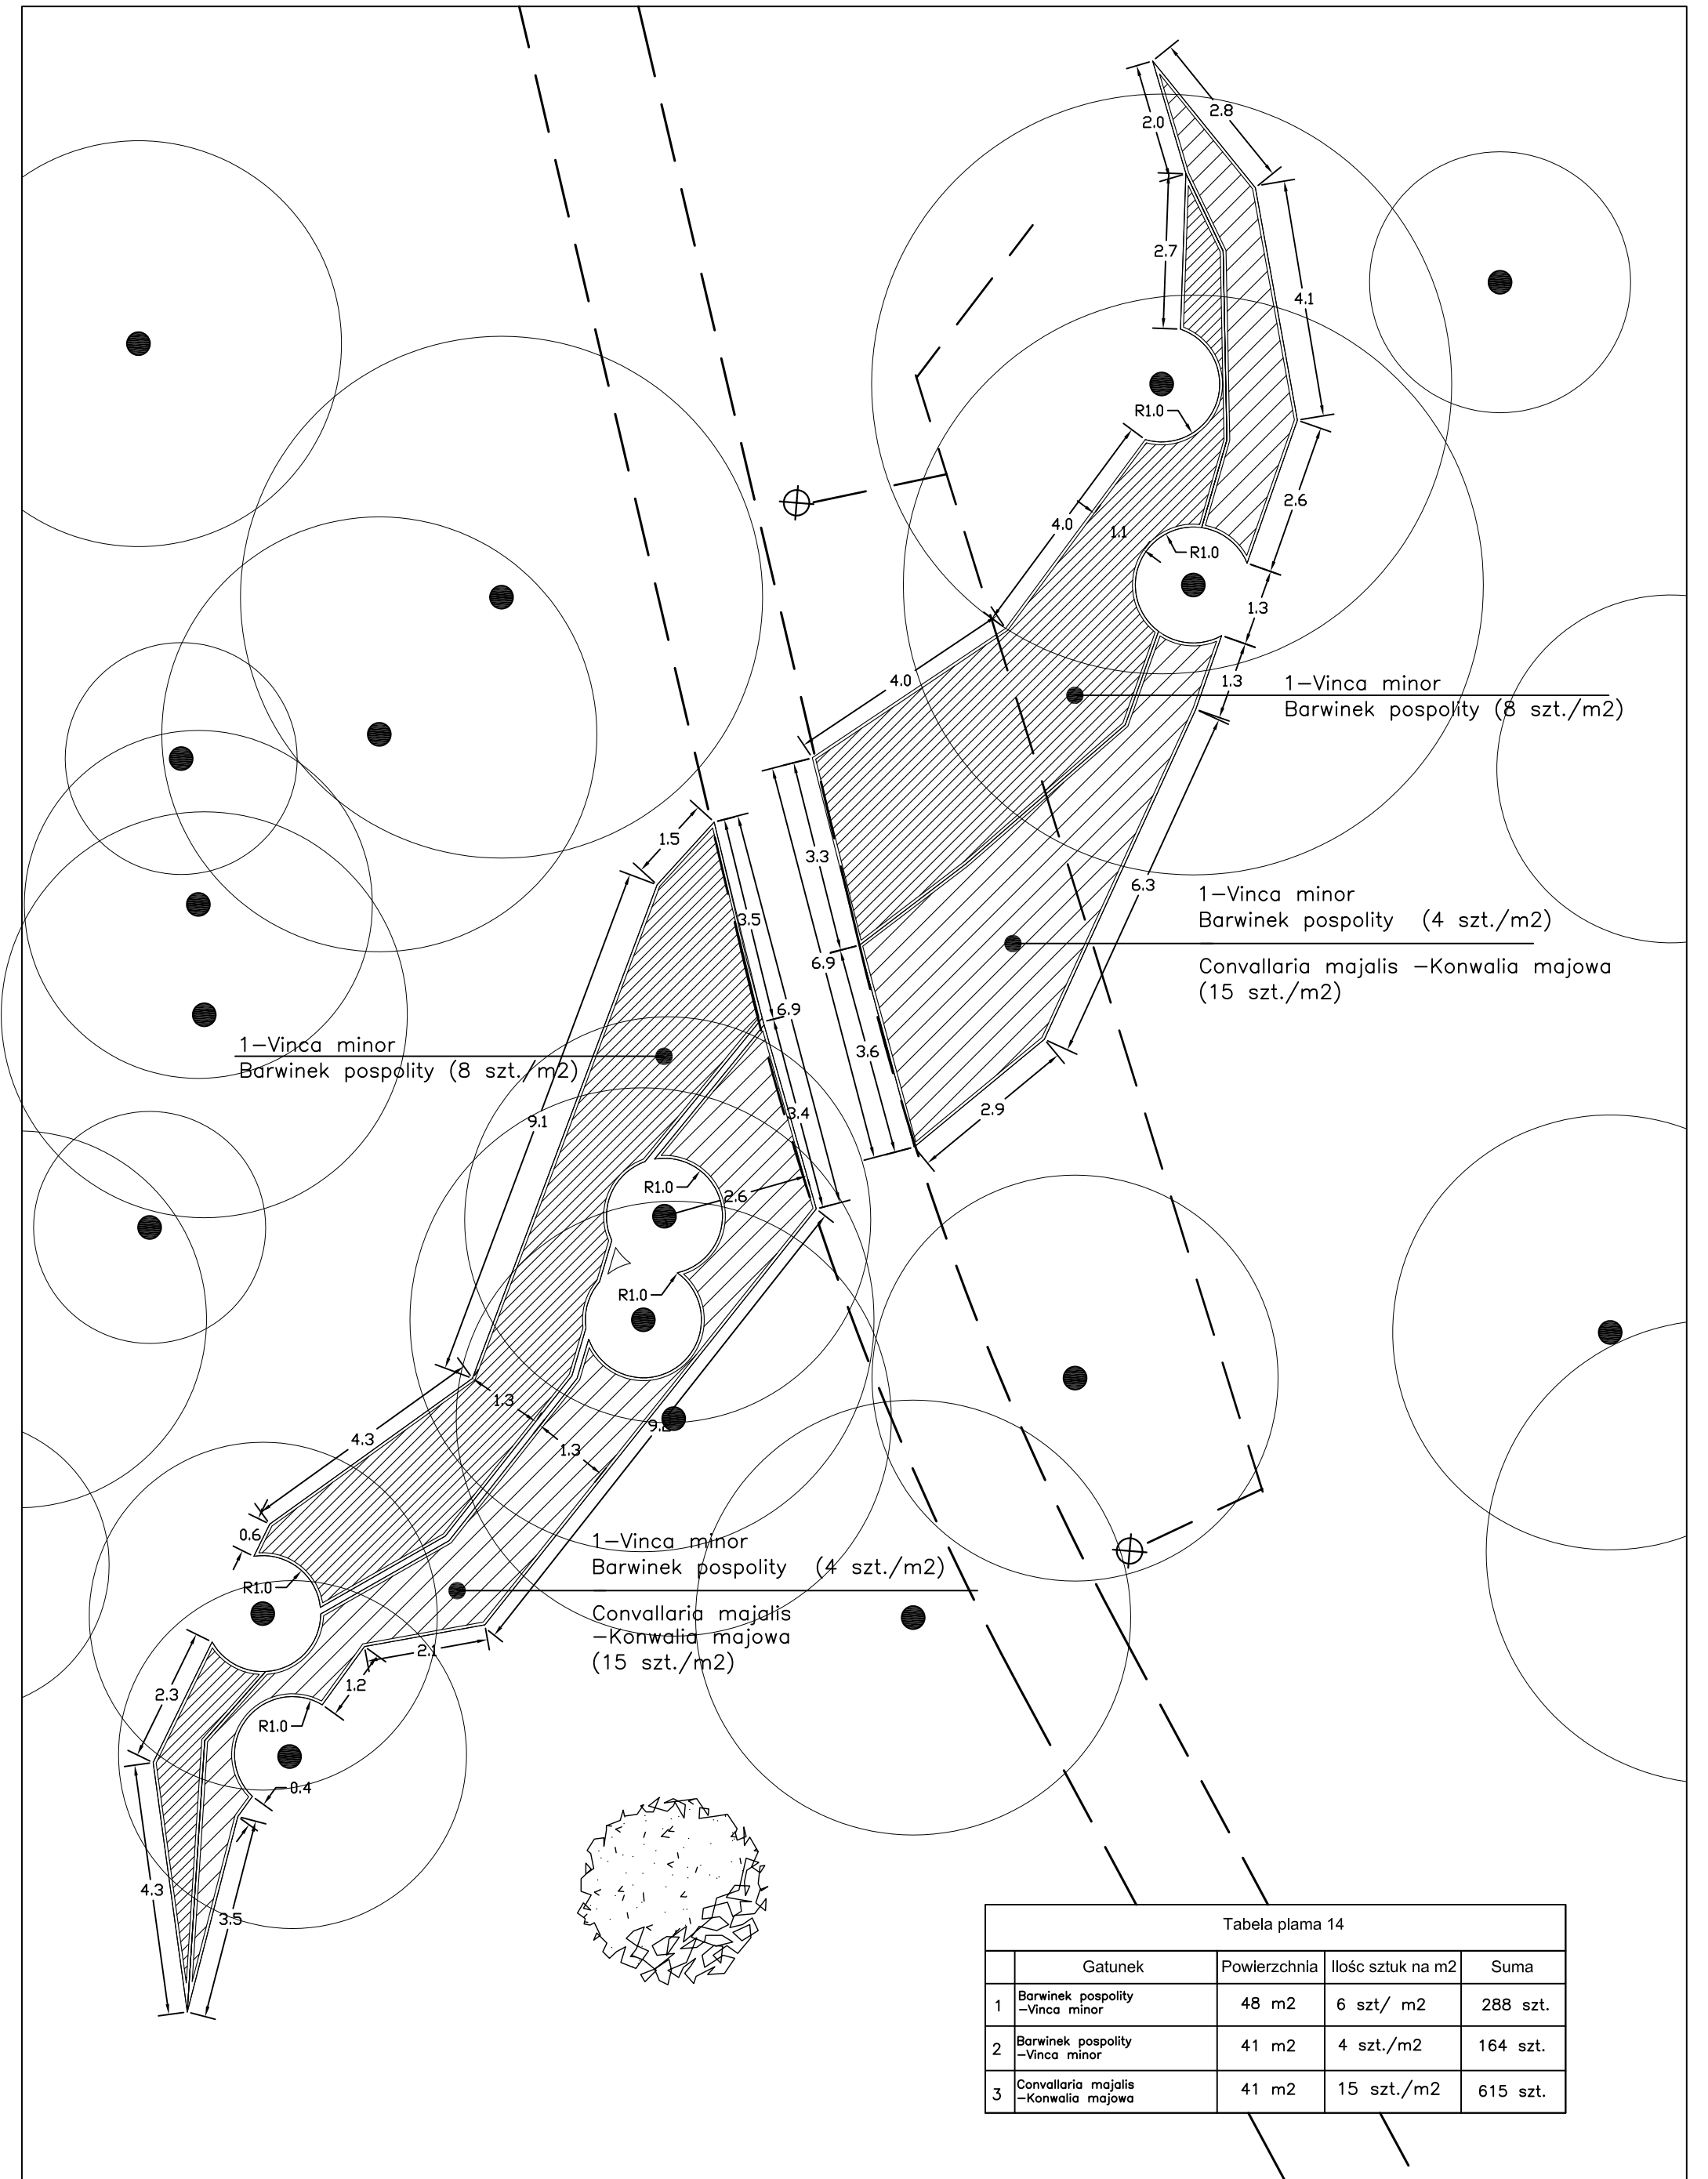 2.8
2.0
2.7
4.1
R1.0
2.6
4.0
1.1
R1.0
1.3
4.0
1.3
1-Vinca minor
Barwinek pospolity (8 szt./m2)
1.5
3.3
6.3
1-Vinca minor
Barwinek pospolity (4 szt./m2)
3.5
6.9
Convallaria majalis -Konwalia majowa
(15 szt./m2)
6.9
1-Vinca minor
Barwinek pospolity (8 szt./m2)
3.6
9.1
3.4
2.9
R1.0
2.6
R1.0
1.3
4.3
1.3
0.6
1-Vinca minor
Barwinek pospolity (4 szt./m2)
R1.0
Convallaria majalis
-Konwalia majowa
(15 szt./m2)
2.1
2.3
1.2
R1.0
0.4
4.3
3.5
Tabela plama 14
Gatunek Powierzchnia Ilośc sztuk na m2 Suma
1 Barwinek pospolity -Vinca minor 48 m2 6 szt/ m2 288 szt.
2 Barwinek pospolity -Vinca minor 41 m2 4 szt./m2 164 szt.
3 Convallaria majalis -Konwalia majowa 41 m2 15 szt./m2 615 szt.